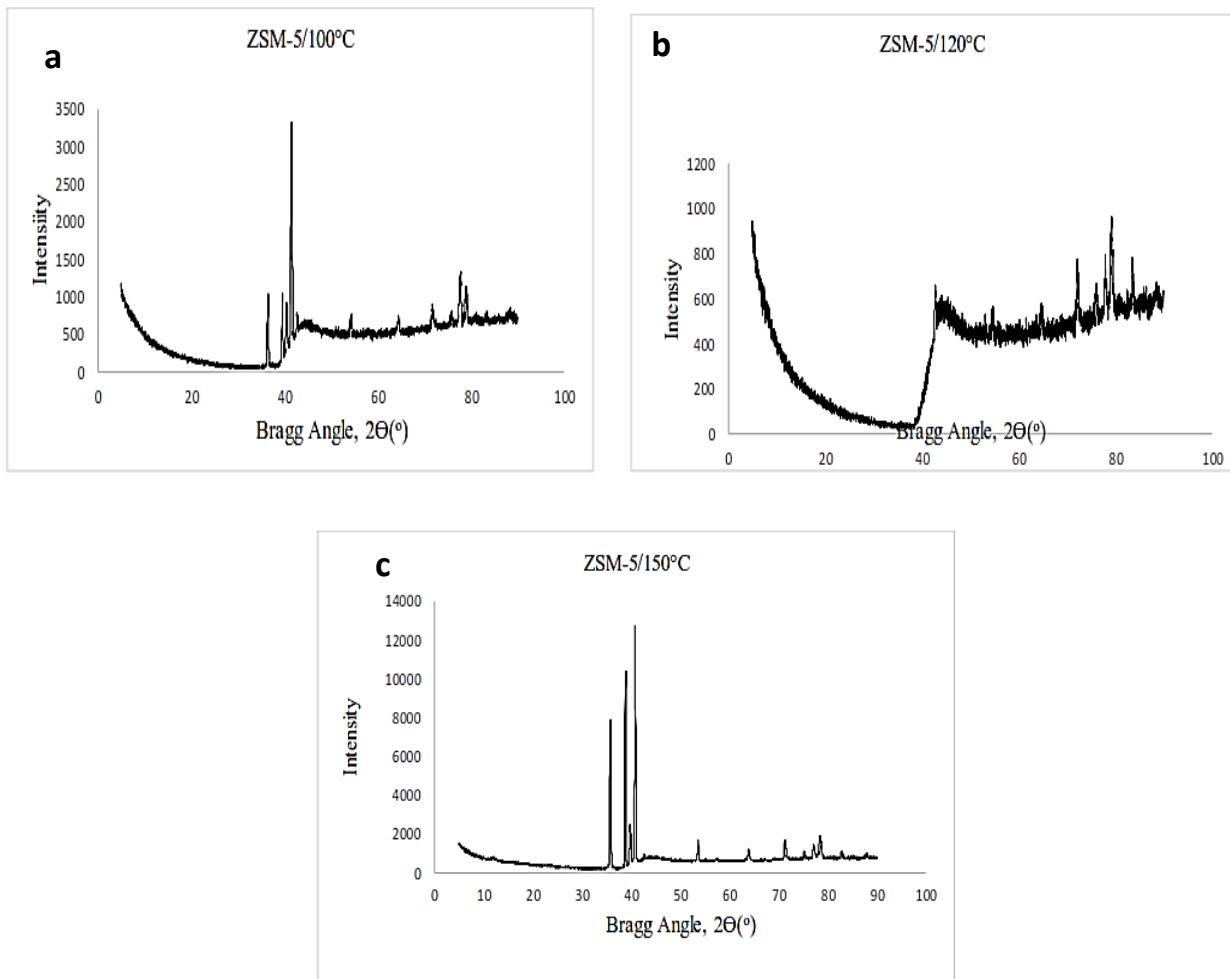 a
ZSM-5/100°C
3500
3000
2500
2000
1500
1000
500
0
Intensiity
0 20 40 60 80 100
Bragg Angle, 2Θ(°)
b
ZSM-5/120°C
1200
1000
800
600
400
200
0
Intensity
Bragg Angle, 2Θ(°)
0 20 40 60 80 100
c
ZSM-5/150°C
14000
12000
10000
8000
6000
4000
2000
0
Intensity
0 10 20 30 40 50 60 70 80 90 100
Bragg Angle, 2Θ(°)